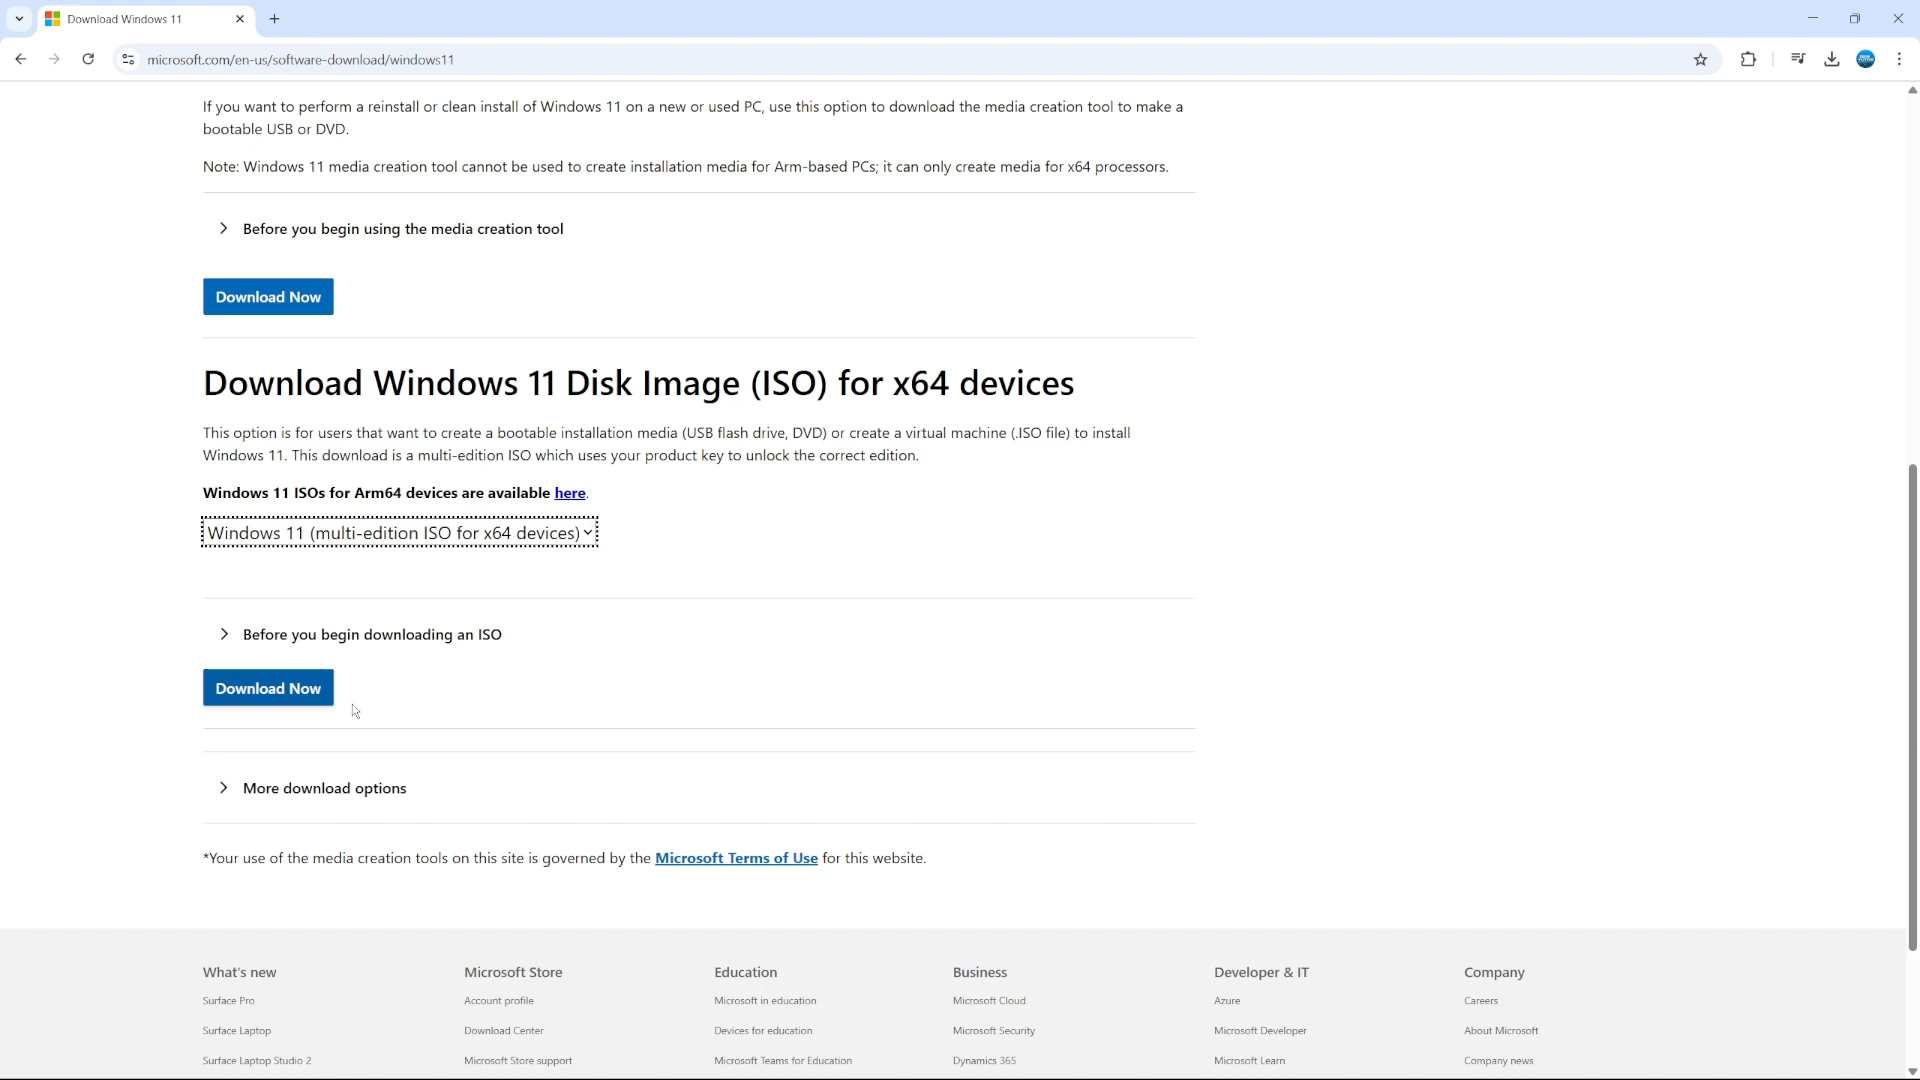 Download Windows 11
microsoft.com/en-us/software-download/windows11
If you want to perform a reinstall or clean install of Windows 11 on a new or used PC, use this option to download the media creation tool to make a
bootable USB or DVD.
Note: Windows 11 media creation tool cannot be used to create installation media for Arm-based PCs; it can only create media for x64 processors.
Before you begin using the media creation tool
Download Now
Download Windows 11 Disk Image (ISO) for x64 devices
This option is for users that want to create a bootable installation media (USB flash drive, DVD) or create a virtual machine (.ISO file) to install
Windows 11. This download is a multi-edition ISO which uses your product key to unlock the correct edition.
Windows 11 ISOs for Arm64 devices are available here.
Windows 11 (multi-edition ISO for x64 devices)
Before you begin downloading an ISO
Download Now
More download options
*Your use of the media creation tools on this site is governed by the Microsoft Terms of Use for this website.
What's new Microsoft Store Education Business Developer & IT Company
Surface Pro Account profile Microsoft in education Microsoft Cloud Azure Careers
Surface Laptop Download Center Devices for education Microsoft Security Microsoft Developer About Microsoft
Surface Laptop Studio 2 Microsoft Store support Microsoft Teams for Education Dynamics 365 Microsoft Learn Company news